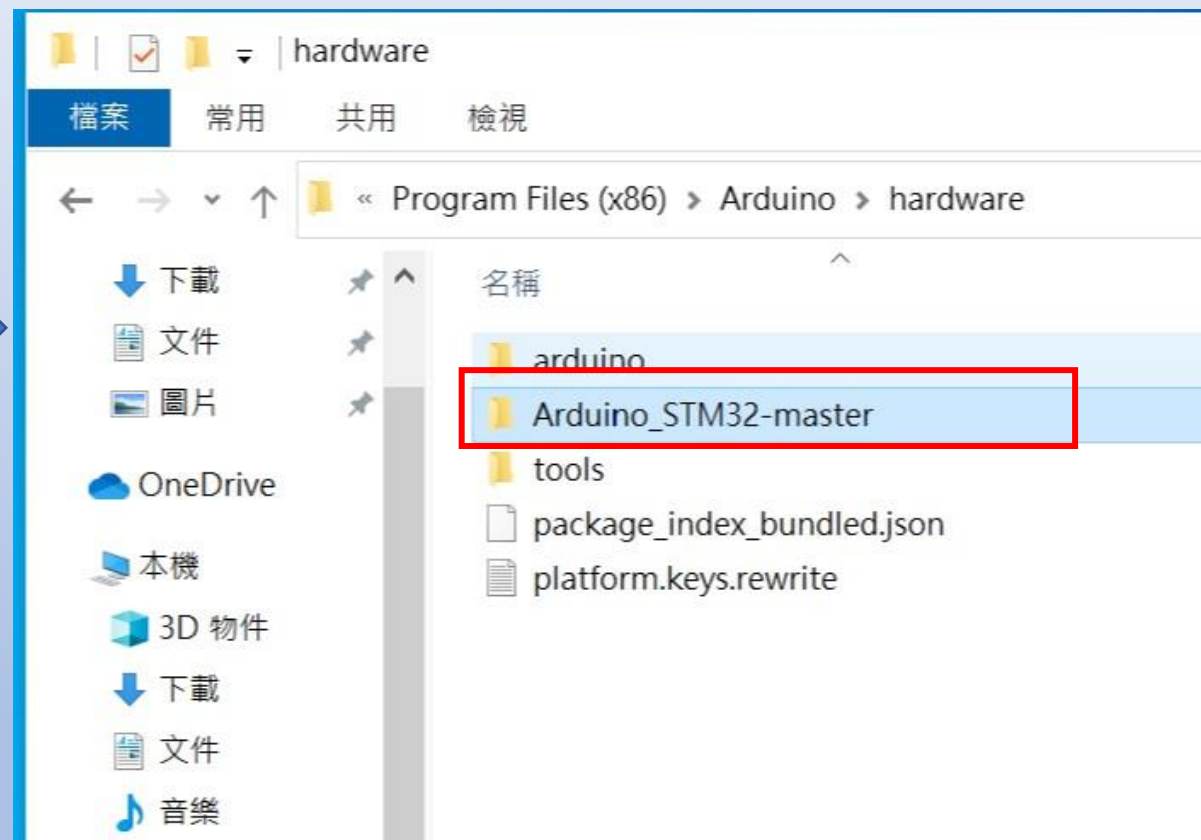 hardware
檔案 常用 共用 檢視
« Program Files (x86) > Arduino > hardware
下載
文件
圖片
OneDrive
本機
3D 物件
下載
文件
音樂
名稱
arduino
Arduino_STM32-master
tools
package_index_bundled.json
platform.keys.rewrite